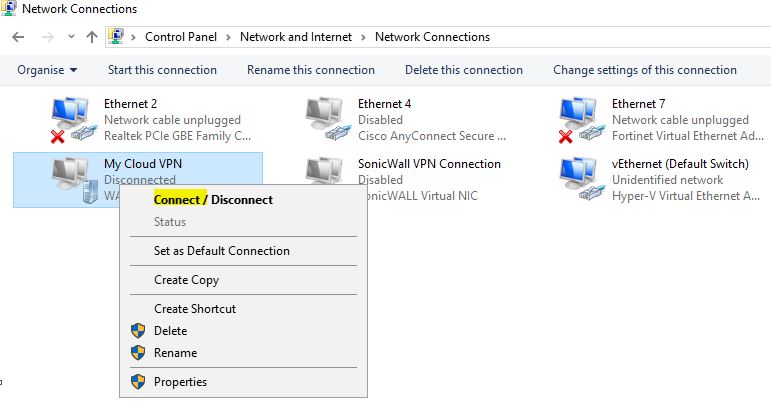 Network Connections
Control Panel > Network and Internet > Network Connections
Organise Start this connection Rename this connection Delete this connection Change settings of this connection
Ethernet 2
Network cable unplugged
Realtek PCIe GBE Family C...
Ethernet 4
Disabled
Cisco AnyConnect Secure ...
Ethernet 7
Network cable unplugged
Fortinet Virtual Ethernet Ad...
My Cloud VPN
Disconnected
WA
SonicWall VPN Connection
Disabled
onicWALL Virtual NIC
vEthernet (Default Switch)
Unidentified network
Hyper-V Virtual Ethernet A...
Connect / Disconnect
Status
Set as Default Connection
Create Copy
Create Shortcut
Delete
Rename
Properties